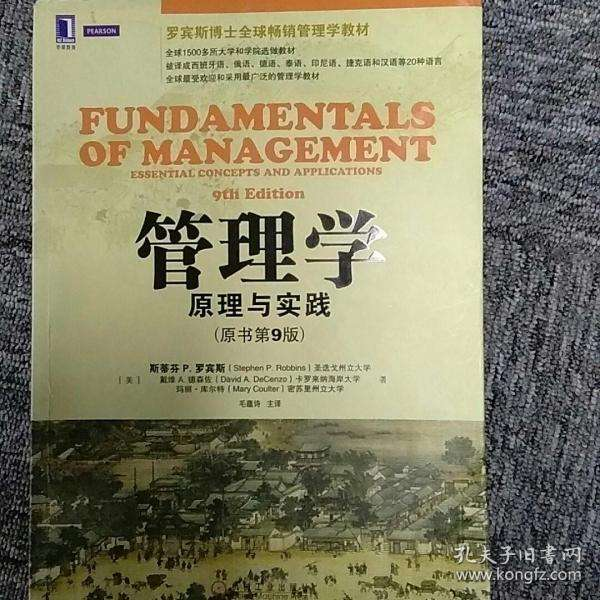 华章教育
PEARSON
罗宾斯博士全球畅销管理学教材
全球1500多所大学和学院选做教材
被译成西班牙语、俄语、德语、泰语、印尼语、捷克语和汉语等20种语言
全球最受欢迎和采用最广泛的管理学教材
FUNDAMENTALS
OF MANAGEMENT
ESSENTIAL CONCEPTS AND APPLICATIONS
9th Edition
管理学
原理与实践
(原书第9版)
斯蒂芬 P. 罗宾斯 (Stephen P. Robbins) 圣迭戈州立大学
[美] 戴维 A. 德森佐 (David A. DeCenzo) 卡罗来纳海岸大学 著
玛丽·库尔特 (Mary Coulter) 密苏里州立大学
毛蕴诗 主译
孔夫子旧书网
www.kongfz.com